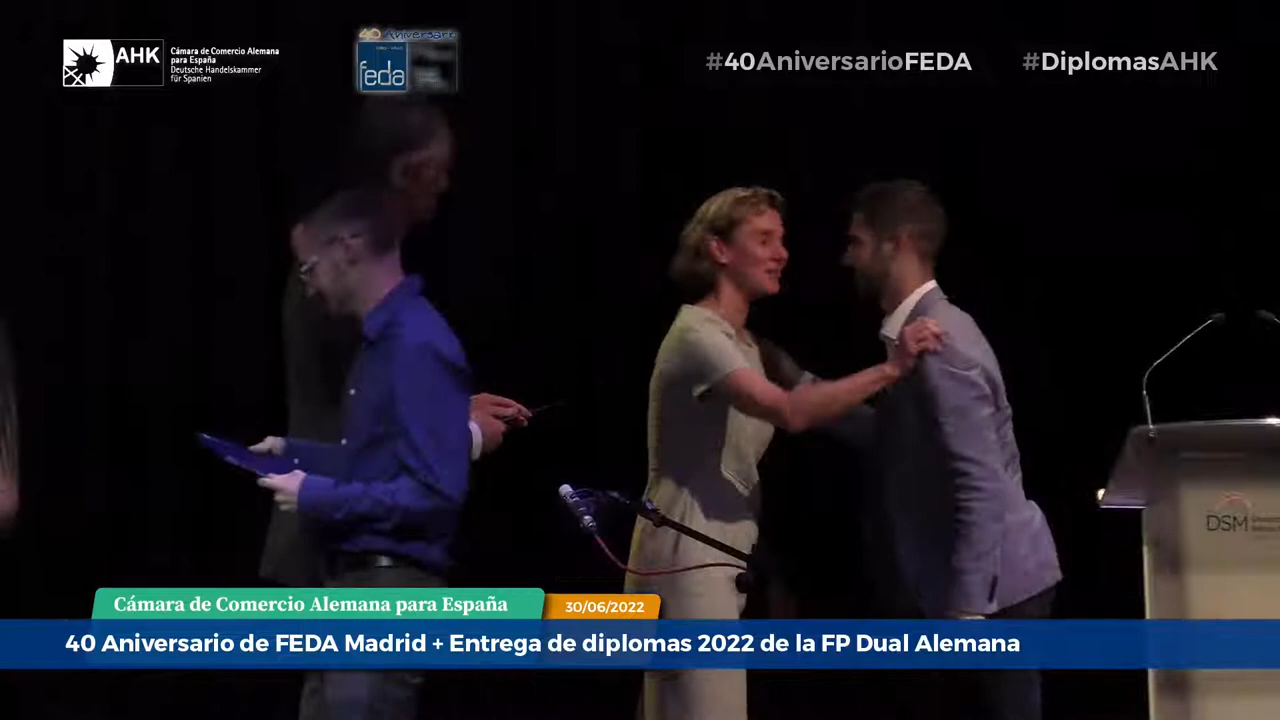 AHK
Cámara de Comercio Alemana
para España
Deutsche Handelskammer
für Spanien
40 Aniversario
feda
#40AniversarioFEDA
#DiplomasAHK
DSM
Cámara de Comercio Alemana para España
30/06/2022
40 Aniversario de FEDA Madrid + Entrega de diplomas 2022 de la FP Dual Alemana